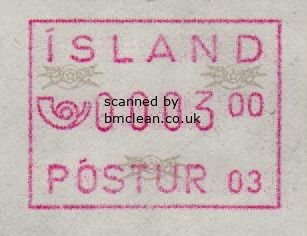 ÍSLAND
0003 00
scanned by
bmclean.co.uk
PÓSTUR 03